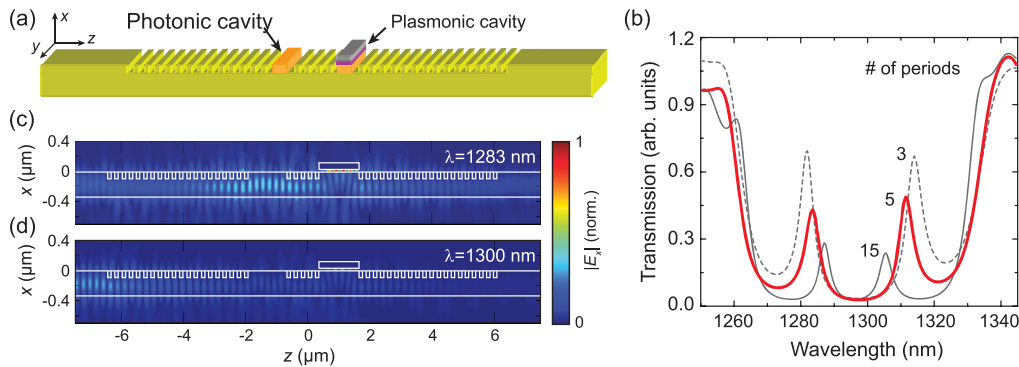 (a)
x
y
z
Photonic cavity
Plasmonic cavity
(c)
0.4
0
-0.4
x (µm)
λ=1283 nm
(d)
0.4
0
-0.4
x (µm)
λ=1300 nm
-6
-4
-2
0
2
4
6
z (µm)
1
0
|Eₓ| (norm.)
(b)
# of periods
3
5
15
1.2
0.9
0.6
0.3
0.0
Transmission (arb. units)
1260
1280
1300
1320
1340
Wavelength (nm)